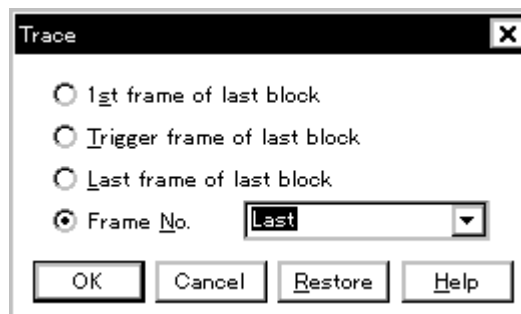 Trace
1st frame of last block
Trigger frame of last block
Last frame of last block
Frame No. Last
OK Cancel Restore Help